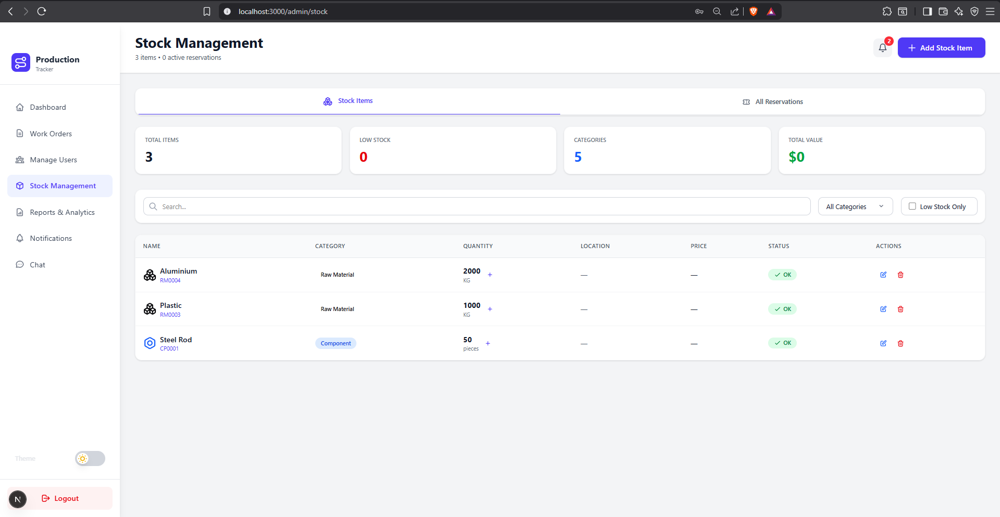 localhost:3000/admin/stock
Production
Tracker
Dashboard
Work Orders
Manage Users
Stock Management
Reports & Analytics
Notifications
Chat
Theme
N
Logout
Stock Management
3 items • 0 active reservations
2
+ Add Stock Item
Stock Items
All Reservations
TOTAL ITEMS
3
LOW STOCK
0
CATEGORIES
5
TOTAL VALUE
$0
Search...
All Categories
Low Stock Only
NAME CATEGORY QUANTITY LOCATION PRICE STATUS ACTIONS
Aluminium Raw Material 2000 + — — OK
RM0004 KG
Plastic Raw Material 1000 + — — OK
RM0003 KG
Steel Rod Component 50 + — — OK
CP0001 pieces